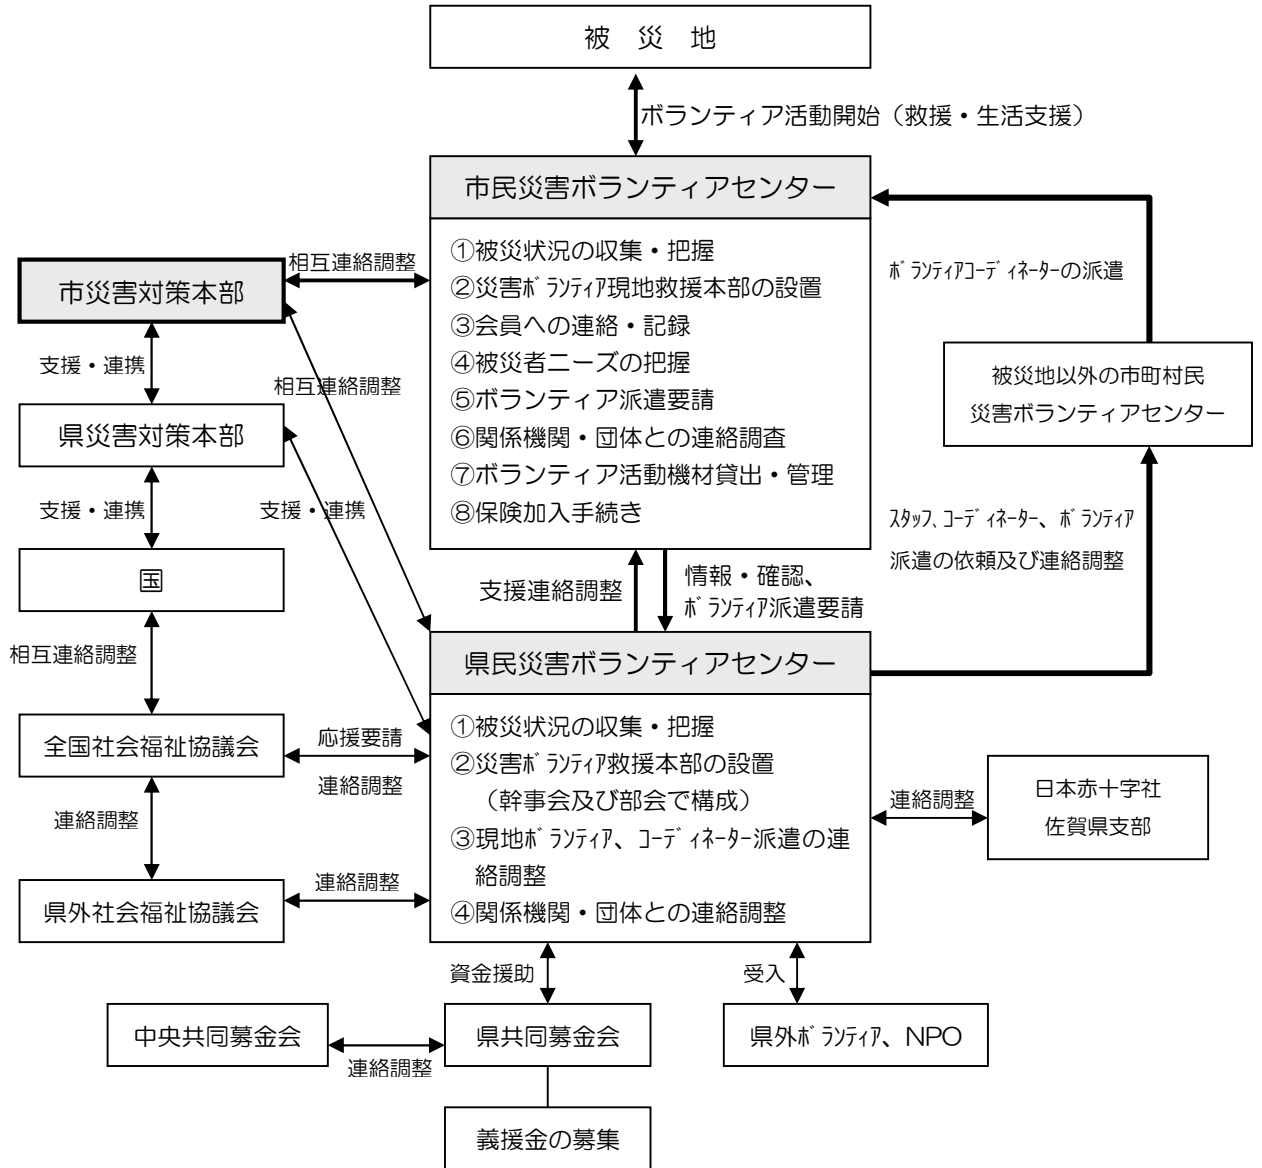 被　災　地
ボランティア活動開始（救援・生活支援）
市民災害ボランティアセンター
①被災状況の収集・把握
②災害ﾎﾞﾗﾝﾃｨｱ現地救援本部の設置
③会員への連絡・記録
④被災者ニーズの把握
⑤ボランティア派遣要請
⑥関係機関・団体との連絡調査
⑦ボランティア活動機材貸出・管理
⑧保険加入手続き
相互連絡調整
市災害対策本部
支援・連携
相互連絡調整
県災害対策本部
支援・連携
支援・連携
国
相互連絡調整
ﾎﾞﾗﾝﾃｨｱｺｰﾃﾞｨﾈｰﾀｰの派遣
被災地以外の市町村民
災害ボランティアセンター
ｽﾀｯﾌ、ｺｰﾃﾞｨﾈｰﾀｰ、ﾎﾞﾗﾝﾃｨｱ
派遣の依頼及び連絡調整
支援連絡調整
情報・確認、
ﾎﾞﾗﾝﾃｨｱ派遣要請
県民災害ボランティアセンター
①被災状況の収集・把握
②災害ﾎﾞﾗﾝﾃｨｱ救援本部の設置
（幹事会及び部会で構成）
③現地ﾎﾞﾗﾝﾃｨｱ、ｺｰﾃﾞｨﾈｰﾀｰ派遣の連
絡調整
④関係機関・団体との連絡調整
全国社会福祉協議会
応援要請
連絡調整
連絡調整
県外社会福祉協議会
連絡調整
連絡調整
日本赤十字社
佐賀県支部
資金援助
受入
中央共同募金会
連絡調整
県共同募金会
県外ﾎﾞﾗﾝﾃｨｱ、NPO
義援金の募集